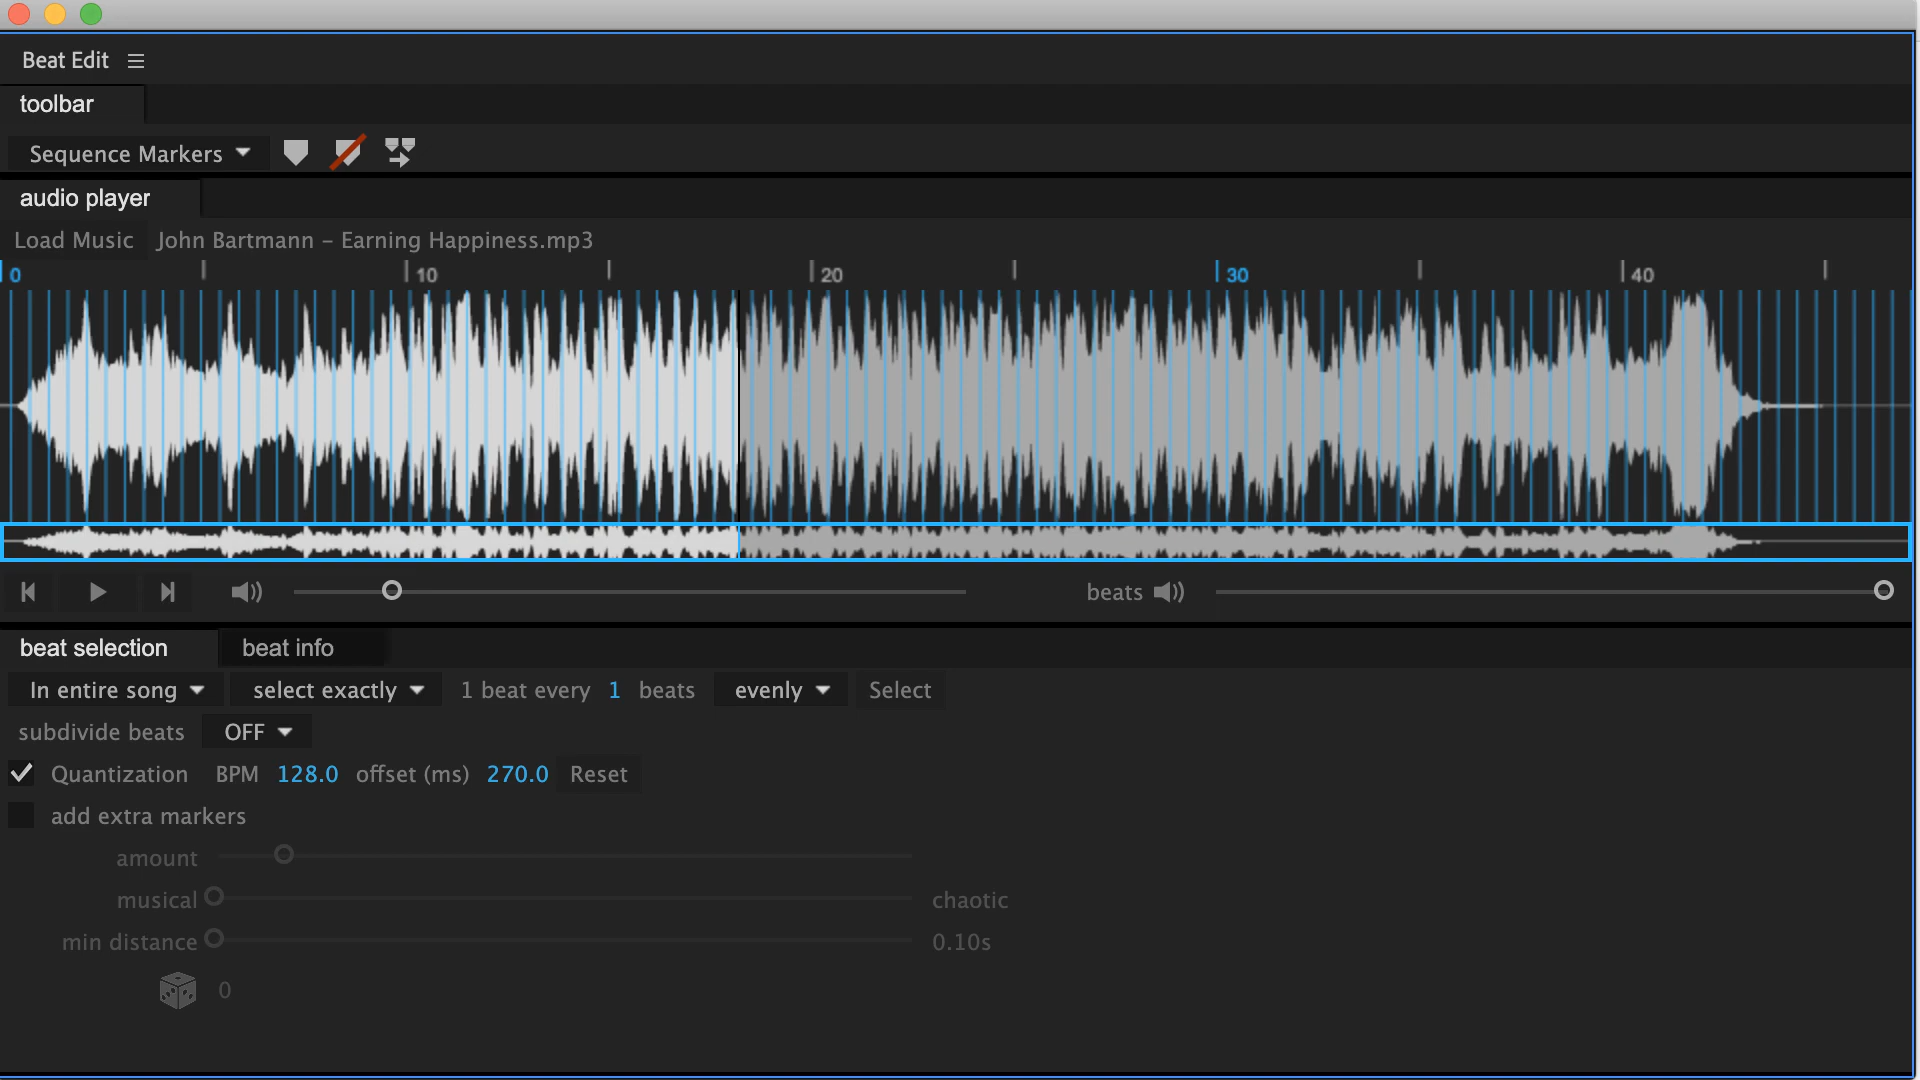 Beat Edit
toolbar
Sequence Markers
audio player
Load Music John Bartmann - Earning Happiness.mp3
0 10 20 30 40
beats
beat selection beat info
In entire song select exactly 1 beat every 1 beats evenly Select
subdivide beats OFF
Quantization BPM 128.0 offset (ms) 270.0 Reset
add extra markers
amount
musical chaotic
min distance 0.10s
0